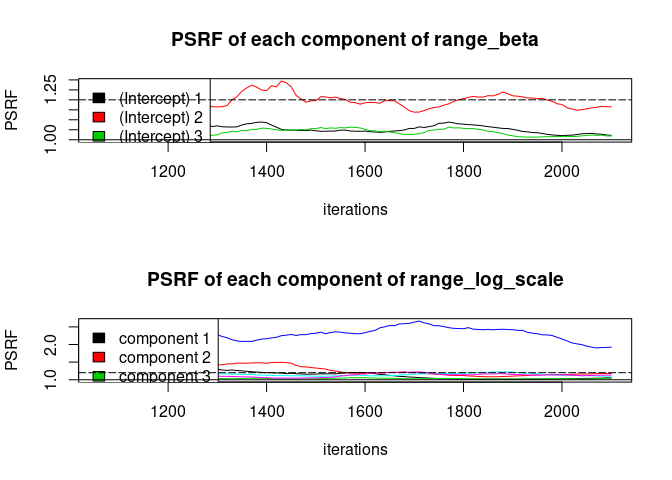 PSRF of each component of range_beta
PSRF
1.25
1.00
(Intercept) 1
(Intercept) 2
(Intercept) 3
1200 1400 1600 1800 2000
iterations
PSRF of each component of range_log_scale
PSRF
2.0
1.0
component 1
component 2
component 3
1200 1400 1600 1800 2000
iterations